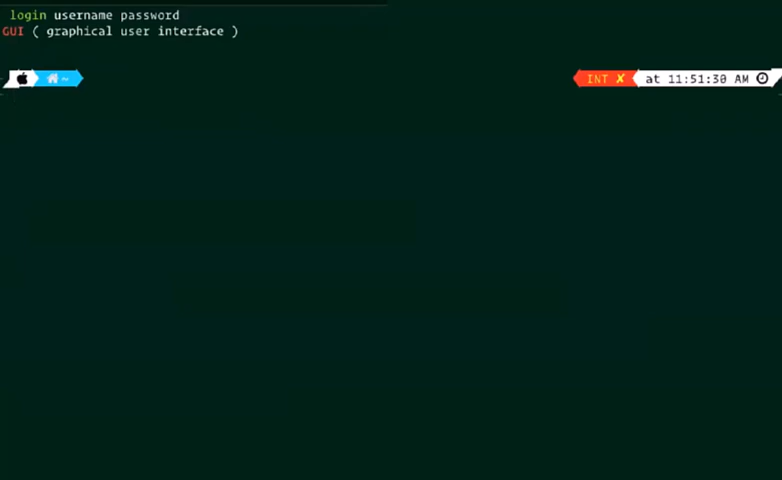 login username password
GUI ( graphical user interface )
~ INT ✘ at 11:51:30 AM